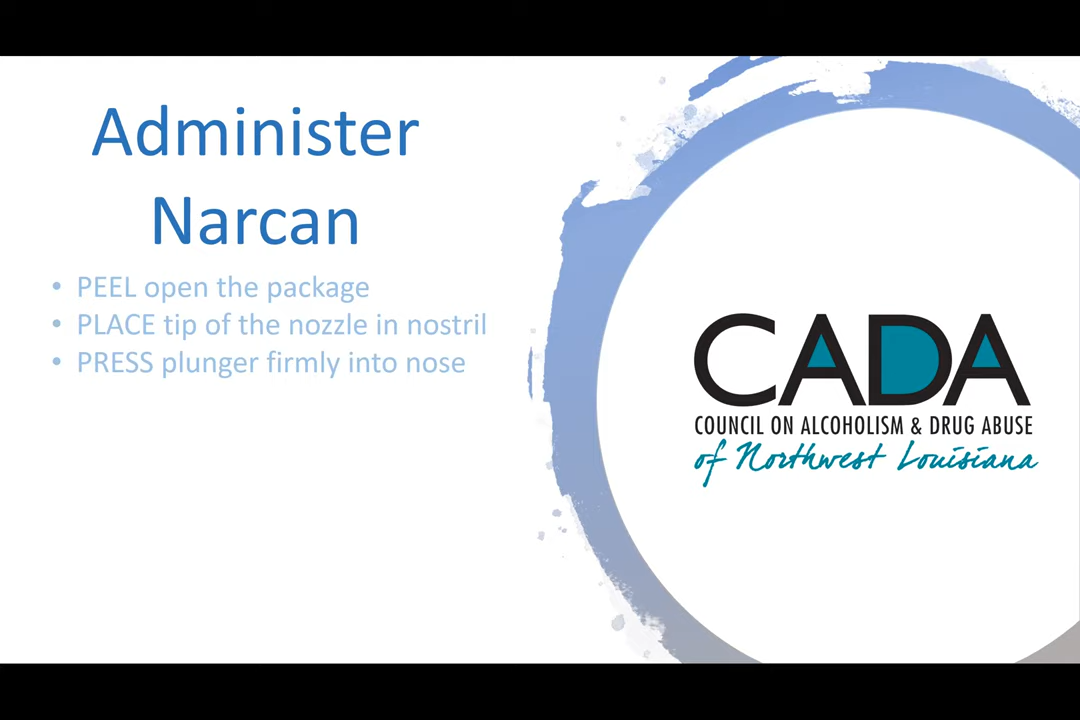 Administer
Narcan
• PEEL open the package
• PLACE tip of the nozzle in nostril
• PRESS plunger firmly into nose
CADA
COUNCIL ON ALCOHOLISM & DRUG ABUSE
of Northwest Louisiana